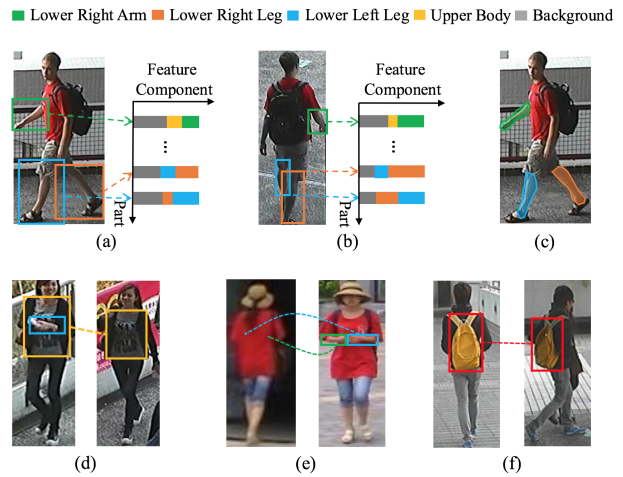 Lower Right Arm Lower Right Leg Lower Left Leg Upper Body Background
Feature
Component
...
Part
(a)
Feature
Component
...
Part
(b)
(c)
(d)
(e)
(f)